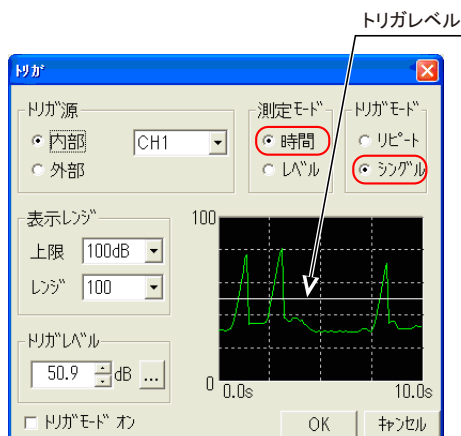 トリガレベル
トリガ
トリガ源
内部
CH1
外部
測定モード
時間
レベル
トリガモード
リピート
シングル
表示レンジ
上限
100dB
レンジ
100
トリガレベル
50.9
dB
...
トリガモード オン
100
0
0.0s
10.0s
OK
キャンセル